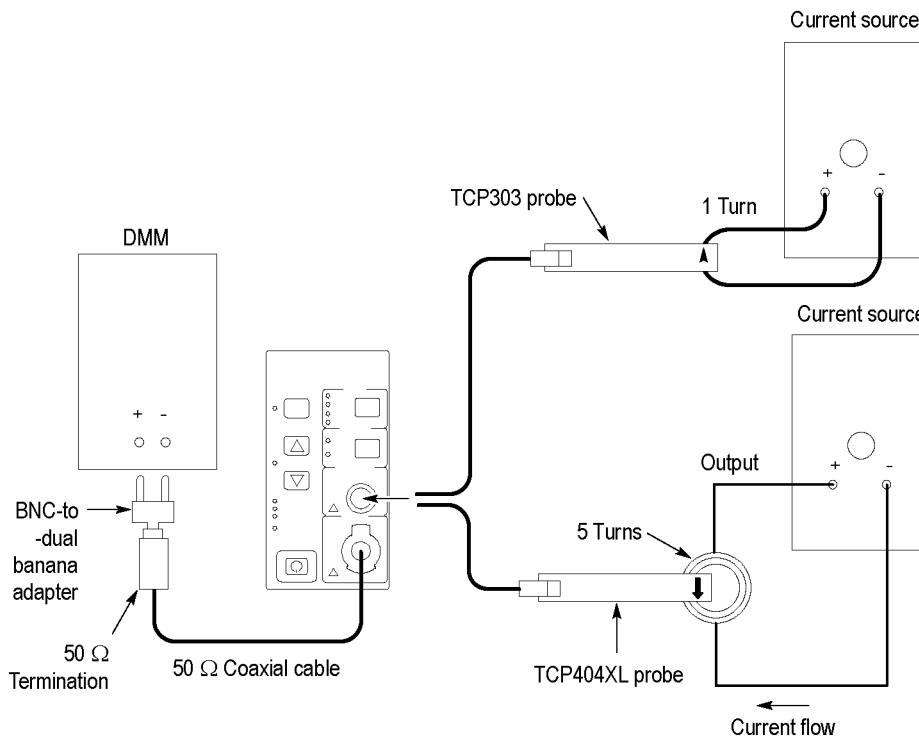 Current source
+
-
TCP303 probe
1 Turn
DMM
+
-
Current source
+
-
Output
BNC-to
-dual
banana
adapter
5 Turns
50 Ω
Termination
50 Ω Coaxial cable
TCP404XL probe
Current flow